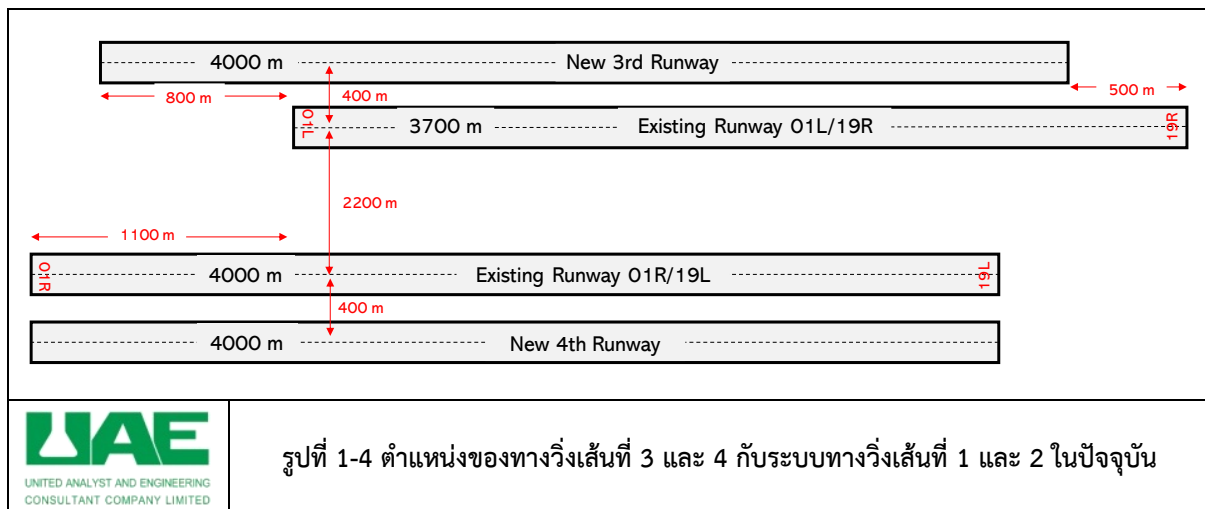 4000 m New 3rd Runway
800 m 400 m 500 m
01L 3700 m Existing Runway 01L/19R 19R
2200 m
1100 m
01R 4000 m Existing Runway 01R/19L 19L
400 m
4000 m New 4th Runway
UAE
UNITED ANALYST AND ENGINEERING
CONSULTANT COMPANY LIMITED
รูปที่ 1-4 ตำแหน่งของทางวิ่งเส้นที่ 3 และ 4 กับระบบทางวิ่งเส้นที่ 1 และ 2 ในปัจจุบัน